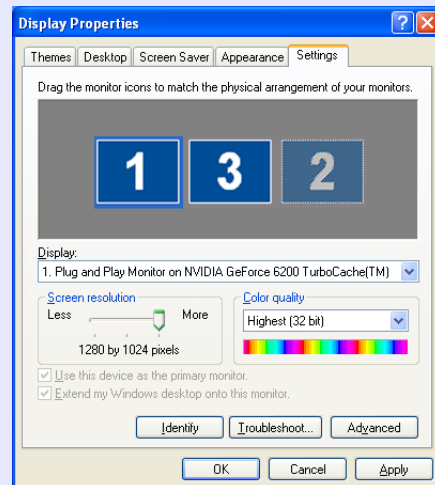 Display Properties
Themes Desktop Screen Saver Appearance Settings
Drag the monitor icons to match the physical arrangement of your monitors.
1 3 2
Display:
1. Plug and Play Monitor on NVIDIA GeForce 6200 TurboCache(TM)
Screen resolution Color quality
Less More Highest (32 bit)
1280 by 1024 pixels
Use this device as the primary monitor.
Extend my Windows desktop onto this monitor.
Identify Troubleshoot... Advanced
OK Cancel Apply